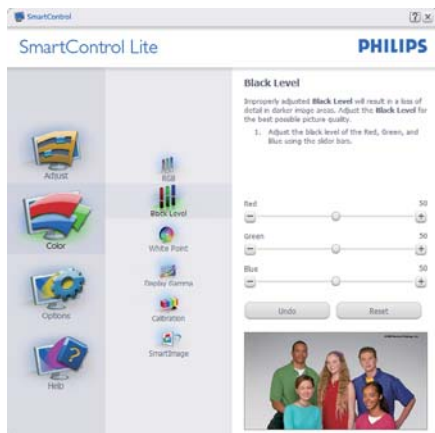 SmartControl
SmartControl Lite
PHILIPS
Adjust
Color
Options
Help
RGB
Black Level
White Point
Display Gamma
Calibration
SmartImage
Black Level
Improperly adjusted Black Level will result in a loss of
detail in darker image areas. Adjust the Black Level for
the best possible picture quality.
1. Adjust the black level of the Red, Green, and
Blue using the slider bars.
Red 50
Green 50
Blue 50
Undo
Reset